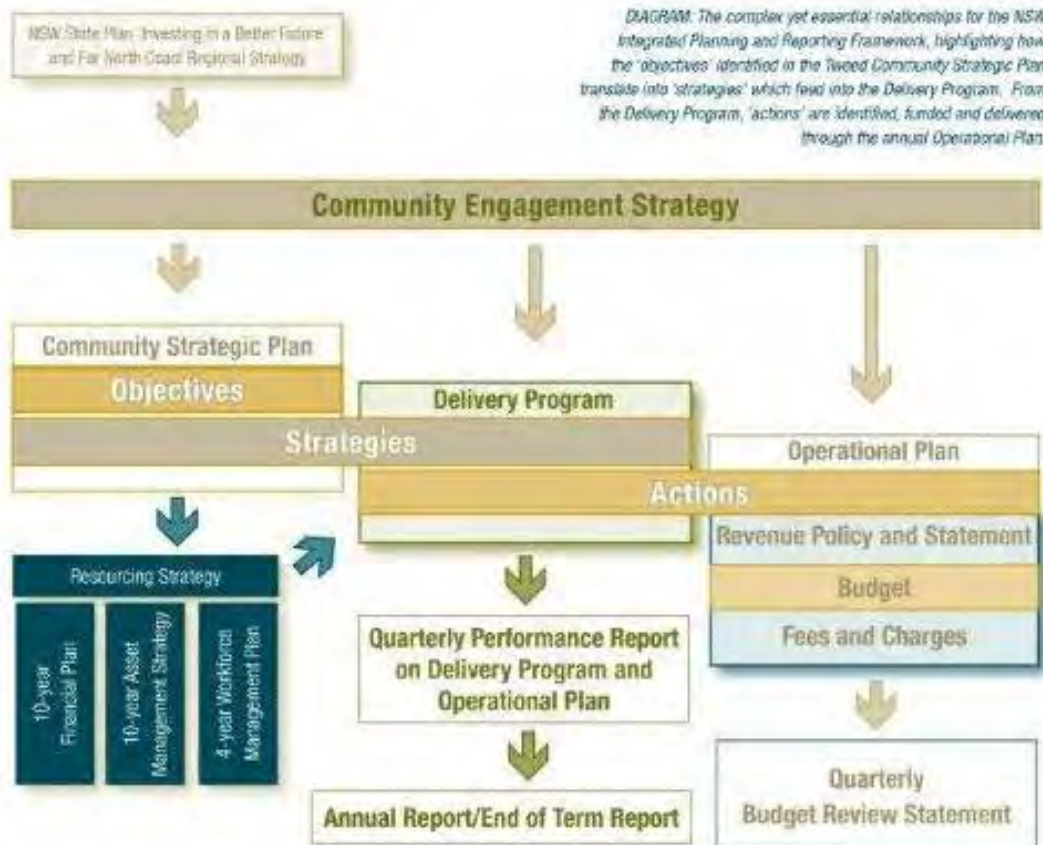 NSW State Plan: Investing in a Better Future
and Far North Coast Regional Strategy
DIAGRAM: The complex yet essential relationships for the NSW
Integrated Planning and Reporting Framework, highlighting how
the 'objectives' identified in the Tweed Community Strategic Plan
translate into 'strategies' which feed into the Delivery Program. From
the Delivery Program, 'actions' are identified, funded and delivered
through the annual Operational Plan
Community Engagement Strategy
Community Strategic Plan
Objectives
Delivery Program
Strategies
Operational Plan
Actions
Revenue Policy and Statement
Budget
Fees and Charges
Resourcing Strategy
10-year
Financial Plan
10-year Asset
Management Strategy
4-year Workforce
Management Plan
Quarterly Performance Report
on Delivery Program and
Operational Plan
Annual Report/End of Term Report
Quarterly
Budget Review Statement